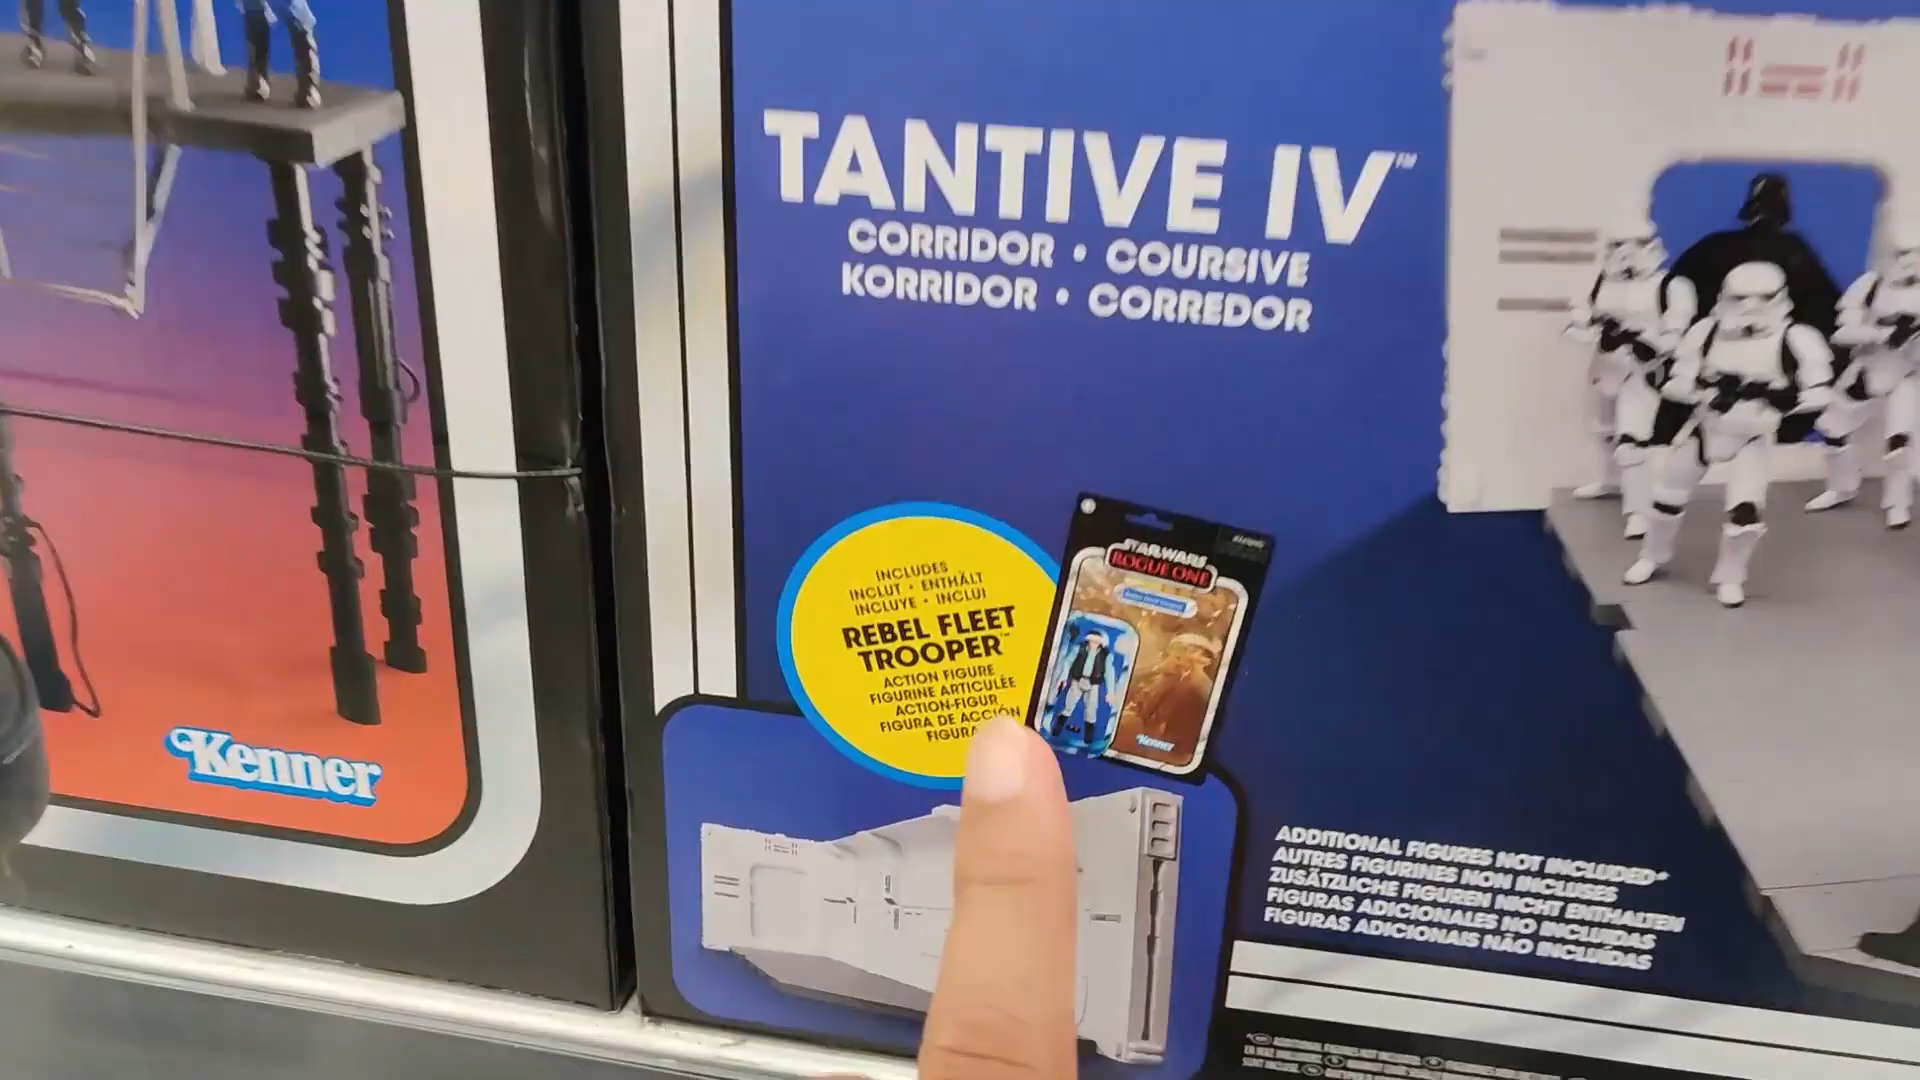 TANTIVE IV™
CORRIDOR • COURSIVE
KORRIDOR • CORREDOR
INCLUDES
INCLUT • ENTHÄLT
INCLUYE • INCLUI
REBEL FLEET
TROOPER™
ACTION FIGURE
FIGURINE ARTICULÉE
ACTION-FIGUR
FIGURA DE ACCIÓN
FIGURA
STAR WARS
ROGUE ONE
Kenner
Kenner
ADDITIONAL FIGURES NOT INCLUDED*
AUTRES FIGURINES NON INCLUSES
ZUSÄTZLICHE FIGUREN NICHT ENTHALTEN
FIGURAS ADICIONALES NO INCLUIDAS
FIGURAS ADICIONAIS NÃO INCLUÍDAS